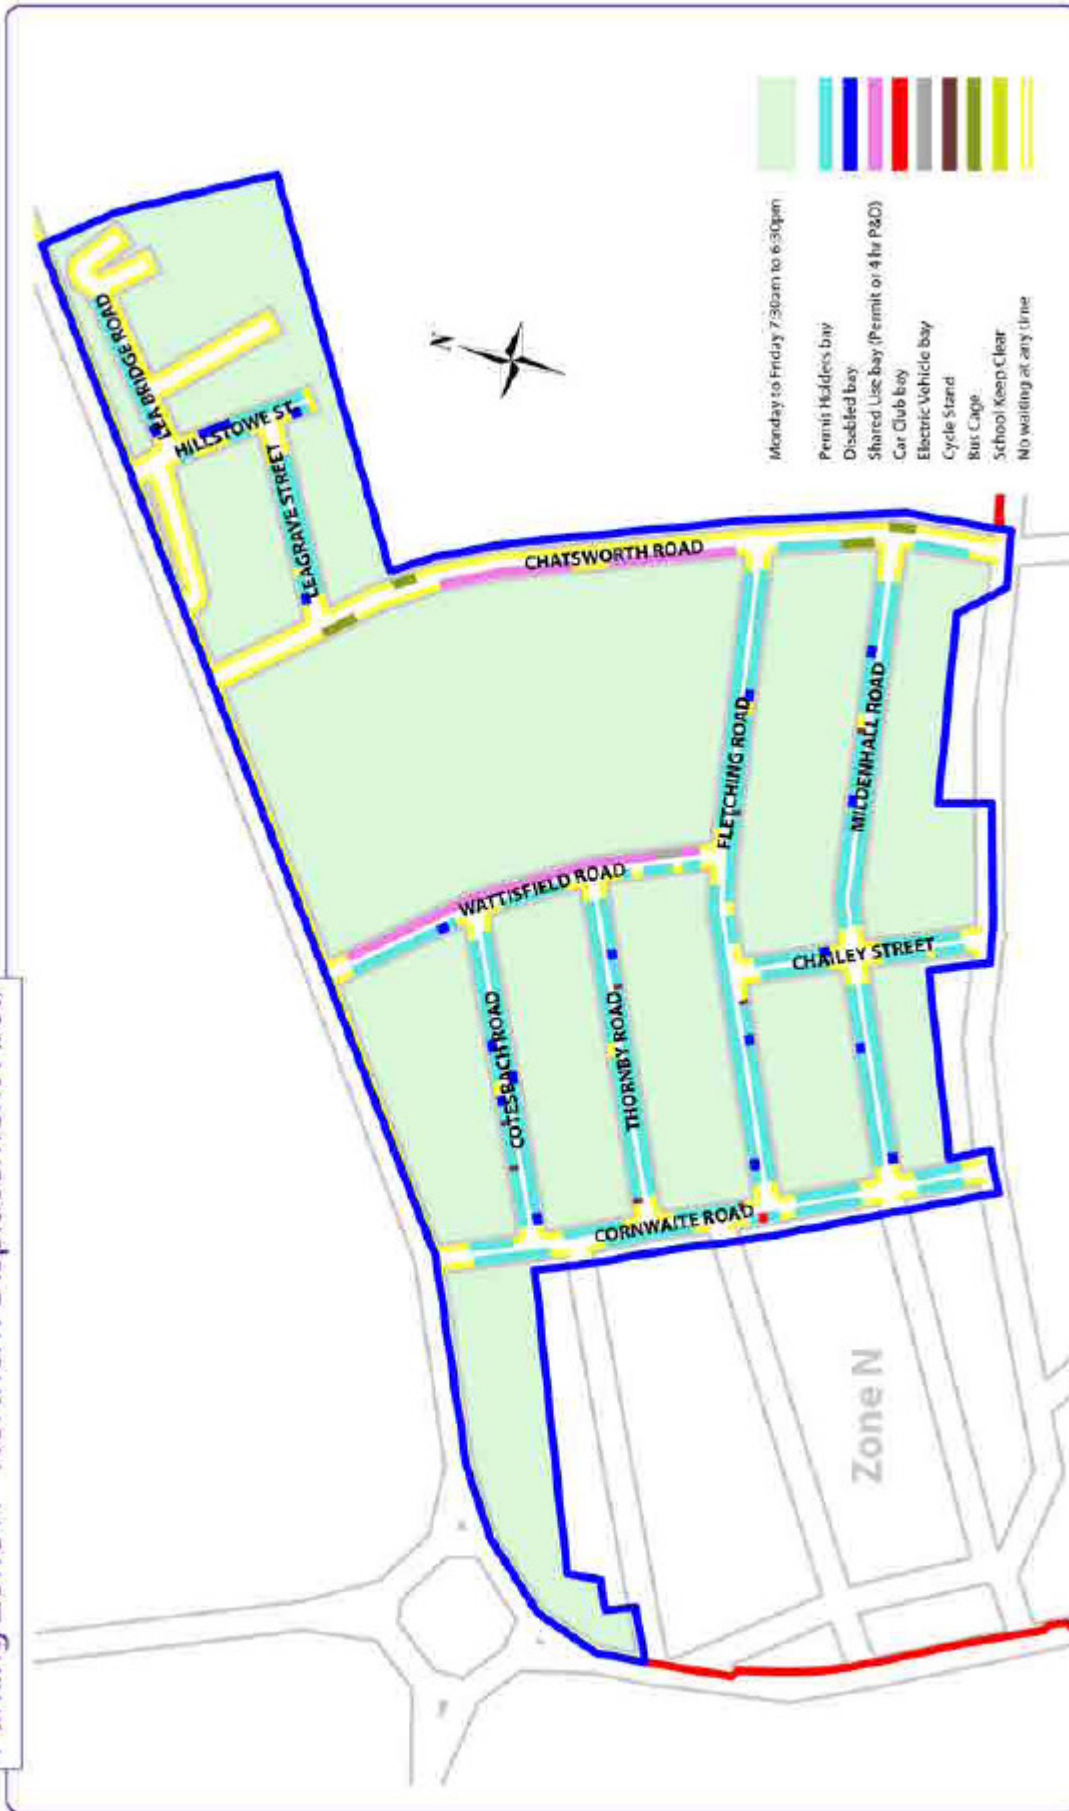 LEA BRIDGE ROAD
HILLSTOWE ST.
LEAGRAVE STREET
CHATSWORTH ROAD
WATTISFIELD ROAD
FLETCHING ROAD
MILDENHALL ROAD
CHAILEY STREET
COTESBACH ROAD
THORNBY ROAD
CORNWAITE ROAD
Zone N
N
Monday to Friday 7:30am to 6:30pm
Permit Holders bay
Disabled bay
Shared Use bay (Permit or 4 hr P&D)
Car Club bay
Electric Vehicle bay
Cycle Stand
Bus Cage
School Keep Clear
No waiting at any time